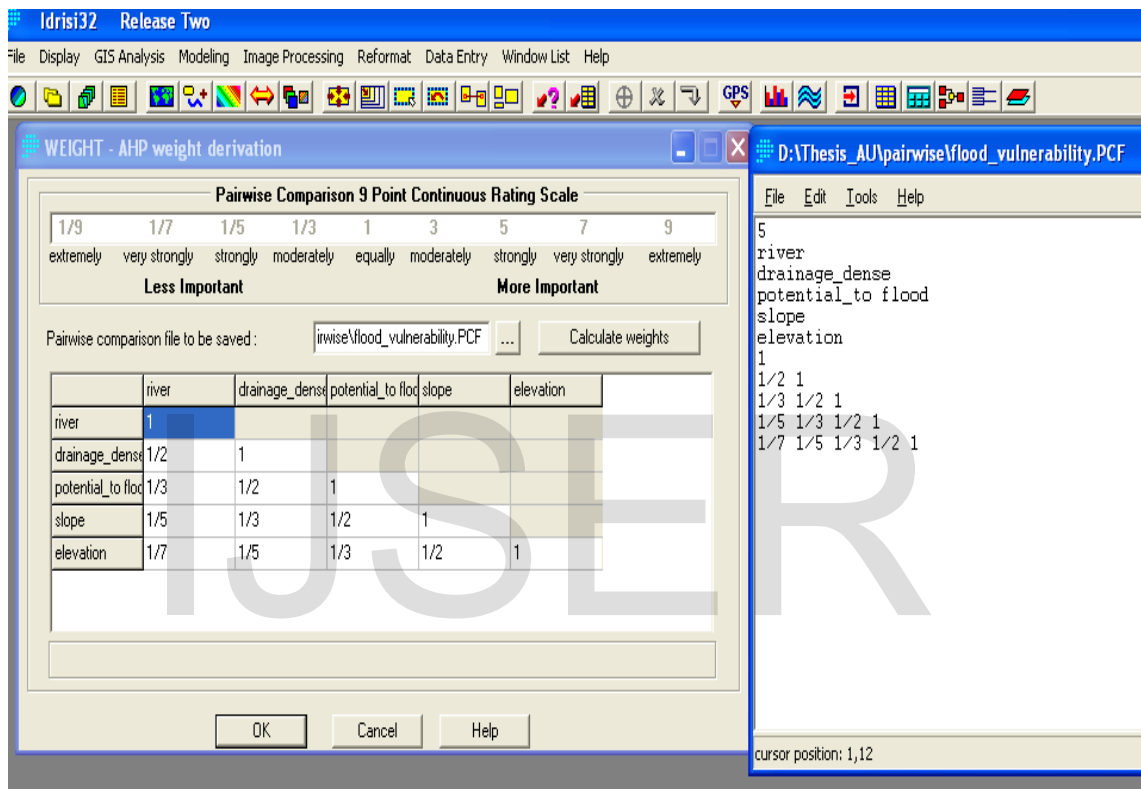 Idrisi32 Release Two
File Display GIS Analysis Modeling Image Processing Reformat Data Entry Window List Help
GPS
WEIGHT - AHP weight derivation
Pairwise Comparison 9 Point Continuous Rating Scale
1/9 1/7 1/5 1/3 1 3 5 7 9
extremely very strongly strongly moderately equally moderately strongly very strongly extremely
Less Important More Important
Pairwise comparison file to be saved : irwise\flood_vulnerability.PCF ... Calculate weights
river drainage_dense potential_to flood slope elevation
river 1
drainage_dense 1/2 1
potential_to flood 1/3 1/2 1
slope 1/5 1/3 1/2 1
elevation 1/7 1/5 1/3 1/2 1
OK Cancel Help
D:\Thesis_AU\pairwise\flood_vulnerability.PCF
File Edit Tools Help
5
river
drainage_dense
potential_to flood
slope
elevation
1
1/2 1
1/3 1/2 1
1/5 1/3 1/2 1
1/7 1/5 1/3 1/2 1
cursor position: 1,12
IJSER